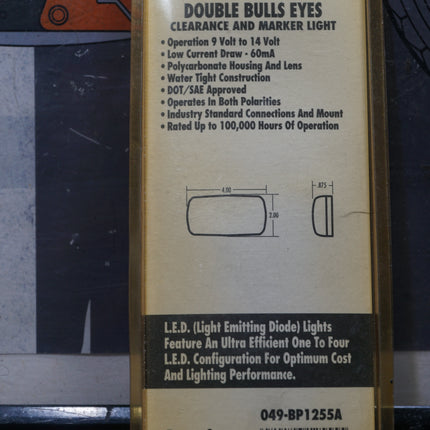 DOUBLE BULLS EYES
CLEARANCE AND MARKER LIGHT
• Operation 9 Volt to 14 Volt
• Low Current Draw - 60mA
• Polycarbonate Housing And Lens
• Water Tight Construction
• DOT/SAE Approved
• Operates In Both Polarities
• Industry Standard Connections And Mount
• Rated Up to 100,000 Hours Of Operation
4.00
.875
2.00
L.E.D. (Light Emitting Diode) Lights
Feature An Ultra Efficient One To Four
L.E.D. Configuration For Optimum Cost
And Lighting Performance.
049-BP1255A